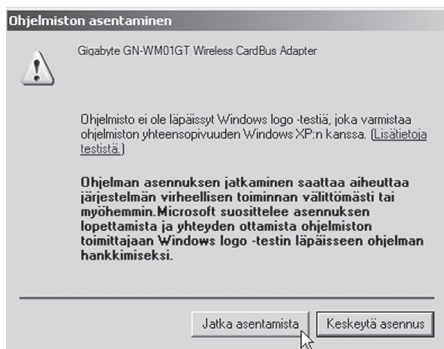 Ohjelmiston asentaminen
Gigabyte GN-WM01GT Wireless CardBus Adapter
Ohjelmisto ei ole läpäissyt Windows logo -testiä, joka varmistaa
ohjelmiston yhteensopivuuden Windows XP:n kanssa. (Lisätietoja
testistä.)
Ohjelman asennuksen jatkaminen saattaa aiheuttaa
järjestelmän virheellisen toiminnan välittömästi tai
myöhemmin.Microsoft suosittelee asennuksen
lopettamista ja yhteyden ottamista ohjelmiston
toimittajaan Windows logo -testin läpäisseen ohjelman
hankkimiseksi.
Jatka asentamista
Keskeytä asennus